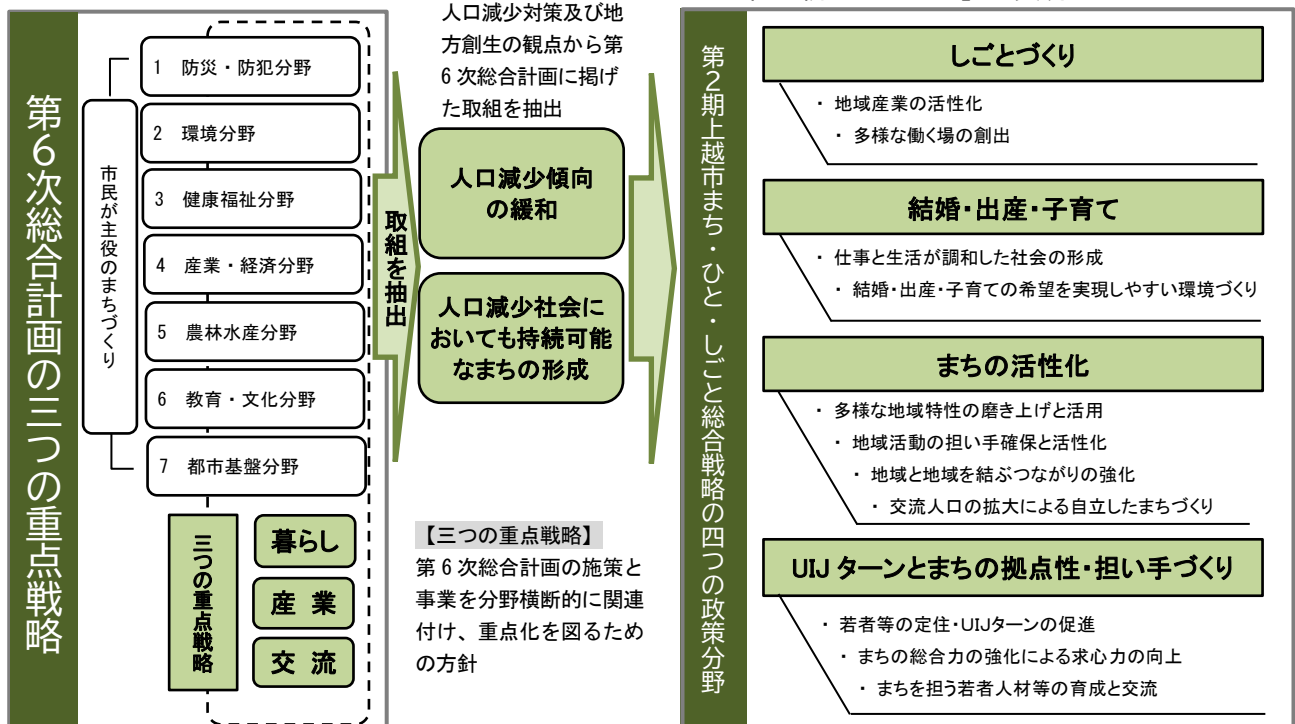 第6次総合計画の三つの重点戦略
市民が主役のまちづくり
1 防災・防犯分野
2 環境分野
3 健康福祉分野
4 産業・経済分野
5 農林水産分野
6 教育・文化分野
7 都市基盤分野
三つの重点戦略
暮らし
産 業
交 流
取組を抽出
人口減少対策及び地
方創生の観点から第
6 次総合計画に掲げ
た取組を抽出
人口減少傾向
の緩和
人口減少社会に
おいても持続可能
なまちの形成
【三つの重点戦略】
第 6 次総合計画の施策と
事業を分野横断的に関連
付け、重点化を図るため
の方針
第2期上越市まち・ひと・しごと総合戦略の四つの政策分野
しごとづくり
・ 地域産業の活性化
・ 多様な働く場の創出
結婚・出産・子育て
・ 仕事と生活が調和した社会の形成
・ 結婚・出産・子育ての希望を実現しやすい環境づくり
まちの活性化
・ 多様な地域特性の磨き上げと活用
・ 地域活動の担い手確保と活性化
・ 地域と地域を結ぶつながりの強化
・ 交流人口の拡大による自立したまちづくり
UIJ ターンとまちの拠点性・担い手づくり
・ 若者等の定住・UIJターンの促進
・ まちの総合力の強化による求心力の向上
・ まちを担う若者人材等の育成と交流